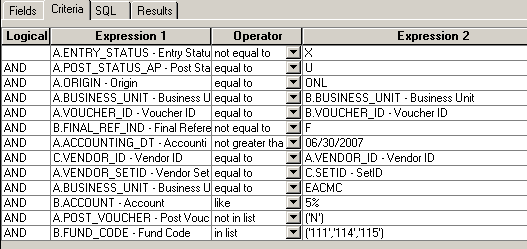 Fields Criteria SQL Results
Logical Expression 1 Operator Expression 2
A.ENTRY_STATUS - Entry Statu not equal to X
AND A.POST_STATUS_AP - Post Sta equal to U
AND A.ORIGIN - Origin equal to ONL
AND A.BUSINESS_UNIT - Business U equal to B.BUSINESS_UNIT - Business Unit
AND A.VOUCHER_ID - Voucher ID equal to B.VOUCHER_ID - Voucher ID
AND B.FINAL_REF_IND - Final Refere not equal to F
AND A.ACCOUNTING_DT - Accounti not greater tha 06/30/2007
AND C.VENDOR_ID - Vendor ID equal to A.VENDOR_ID - Vendor ID
AND A.VENDOR_SETID - Vendor Set equal to C.SETID - SetID
AND A.BUSINESS_UNIT - Business U equal to EACMC
AND B.ACCOUNT - Account like 5%
AND A.POST_VOUCHER - Post Vouc not in list ('N')
AND B.FUND_CODE - Fund Code in list ('111','114','115')